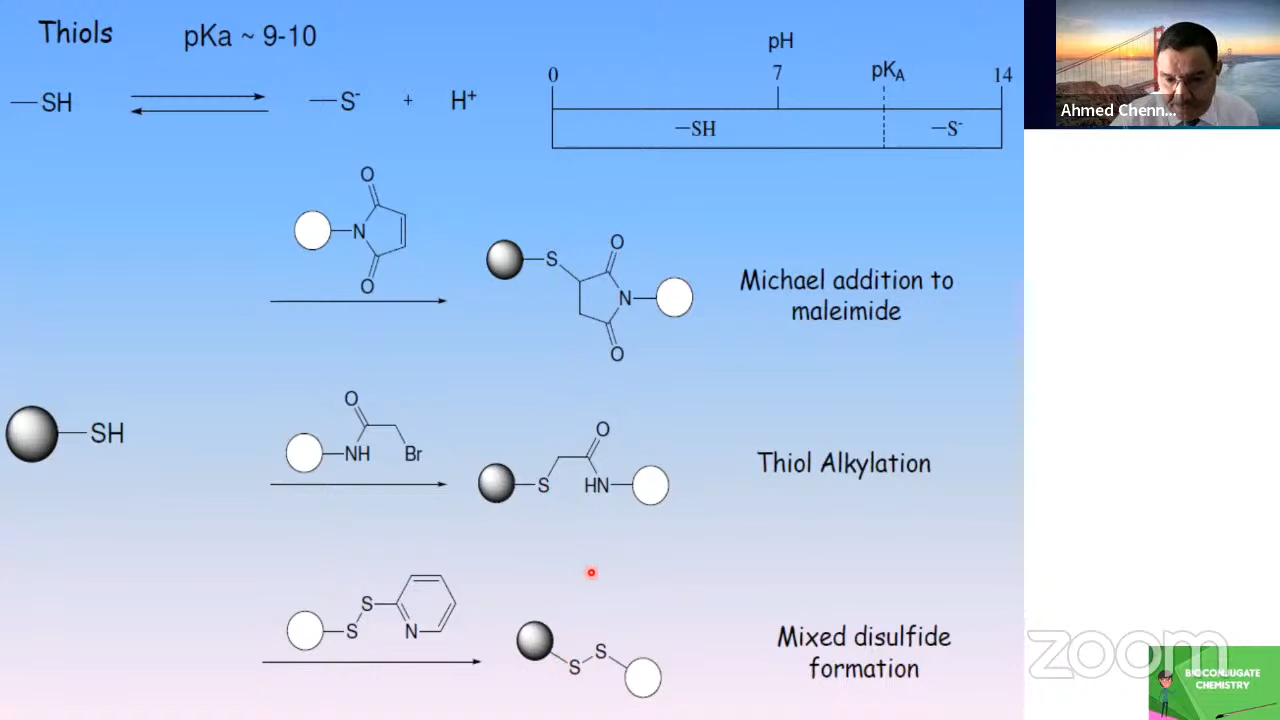 Thiols
pKa ~ 9-10
—SH
—S- + H+
pH
0
7
pKA
14
—SH
—S-
Ahmed Chenn...
O
N
O
S
O
N
O
Michael addition to
maleimide
SH
O
NH
Br
O
S
HN
Thiol Alkylation
S
S
N
S
S
Mixed disulfide
formation
zoom
BIOCONJUGATE
CHEMISTRY